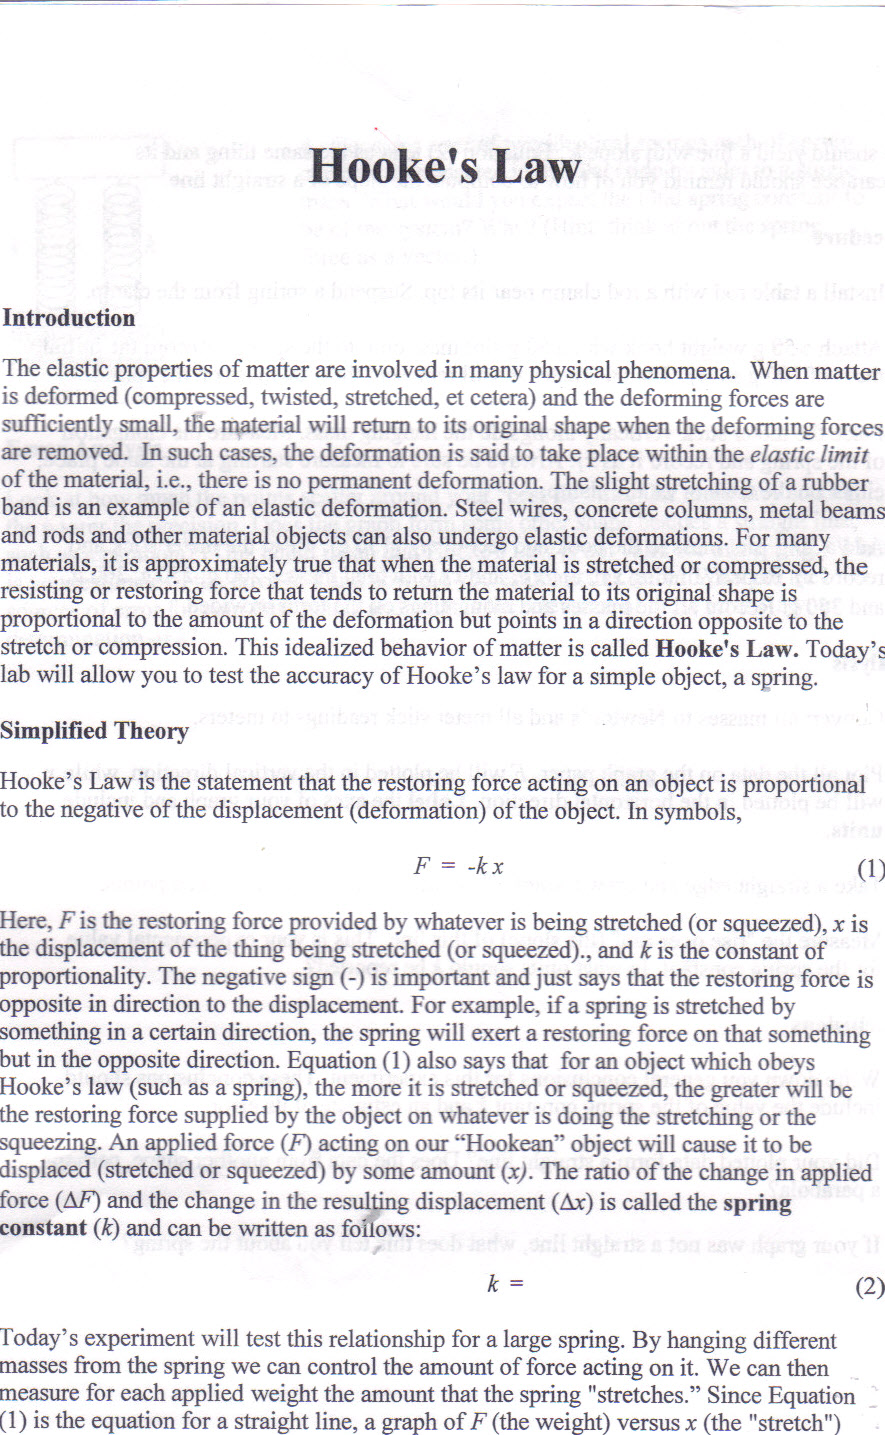 Hooke's Law
Introduction
The elastic properties of matter are involved in many physical phenomena. When matter
is deformed (compressed, twisted, stretched, et cetera) and the deforming forces are
sufficiently small, the material will return to its original shape when the deforming forces
are removed. In such cases, the deformation is said to take place within the elastic limit
of the material, i.e., there is no permanent deformation. The slight stretching of a rubber
band is an example of an elastic deformation. Steel wires, concrete columns, metal beams
and rods and other material objects can also undergo elastic deformations. For many
materials, it is approximately true that when the material is stretched or compressed, the
resisting or restoring force that tends to return the material to its original shape is
proportional to the amount of the deformation but points in a direction opposite to the
stretch or compression. This idealized behavior of matter is called Hooke's Law. Today's
lab will allow you to test the accuracy of Hooke's law for a simple object, a spring.
Simplified Theory
Hooke's Law is the statement that the restoring force acting on an object is proportional
to the negative of the displacement (deformation) of the object. In symbols,
F = -k x (1)
Here, F is the restoring force provided by whatever is being stretched (or squeezed), x is
the displacement of the thing being stretched (or squeezed)., and k is the constant of
proportionality. The negative sign (-) is important and just says that the restoring force is
opposite in direction to the displacement. For example, if a spring is stretched by
something in a certain direction, the spring will exert a restoring force on that something
but in the opposite direction. Equation (1) also says that for an object which obeys
Hooke's law (such as a spring), the more it is stretched or squeezed, the greater will be
the restoring force supplied by the object on whatever is doing the stretching or the
squeezing. An applied force (F) acting on our “Hookean” object will cause it to be
displaced (stretched or squeezed) by some amount (x). The ratio of the change in applied
force (ΔF) and the change in the resulting displacement (Δx) is called the spring
constant (k) and can be written as follows:
k = (2)
Today's experiment will test this relationship for a large spring. By hanging different
masses from the spring we can control the amount of force acting on it. We can then
measure for each applied weight the amount that the spring "stretches.” Since Equation
(1) is the equation for a straight line, a graph of F (the weight) versus x (the "stretch")